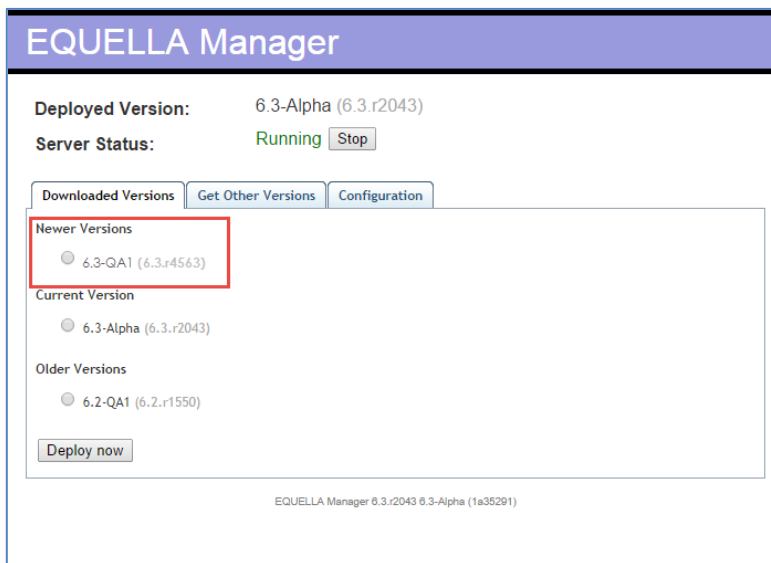 EQUELLA Manager
Deployed Version: 6.3-Alpha (6.3.r2043)
Server Status: Running Stop
Downloaded Versions Get Other Versions Configuration
Newer Versions
6.3-QA1 (6.3.r4563)
Current Version
6.3-Alpha (6.3.r2043)
Older Versions
6.2-QA1 (6.2.r1550)
Deploy now
EQUELLA Manager 6.3.r2043 6.3-Alpha (1a35291)